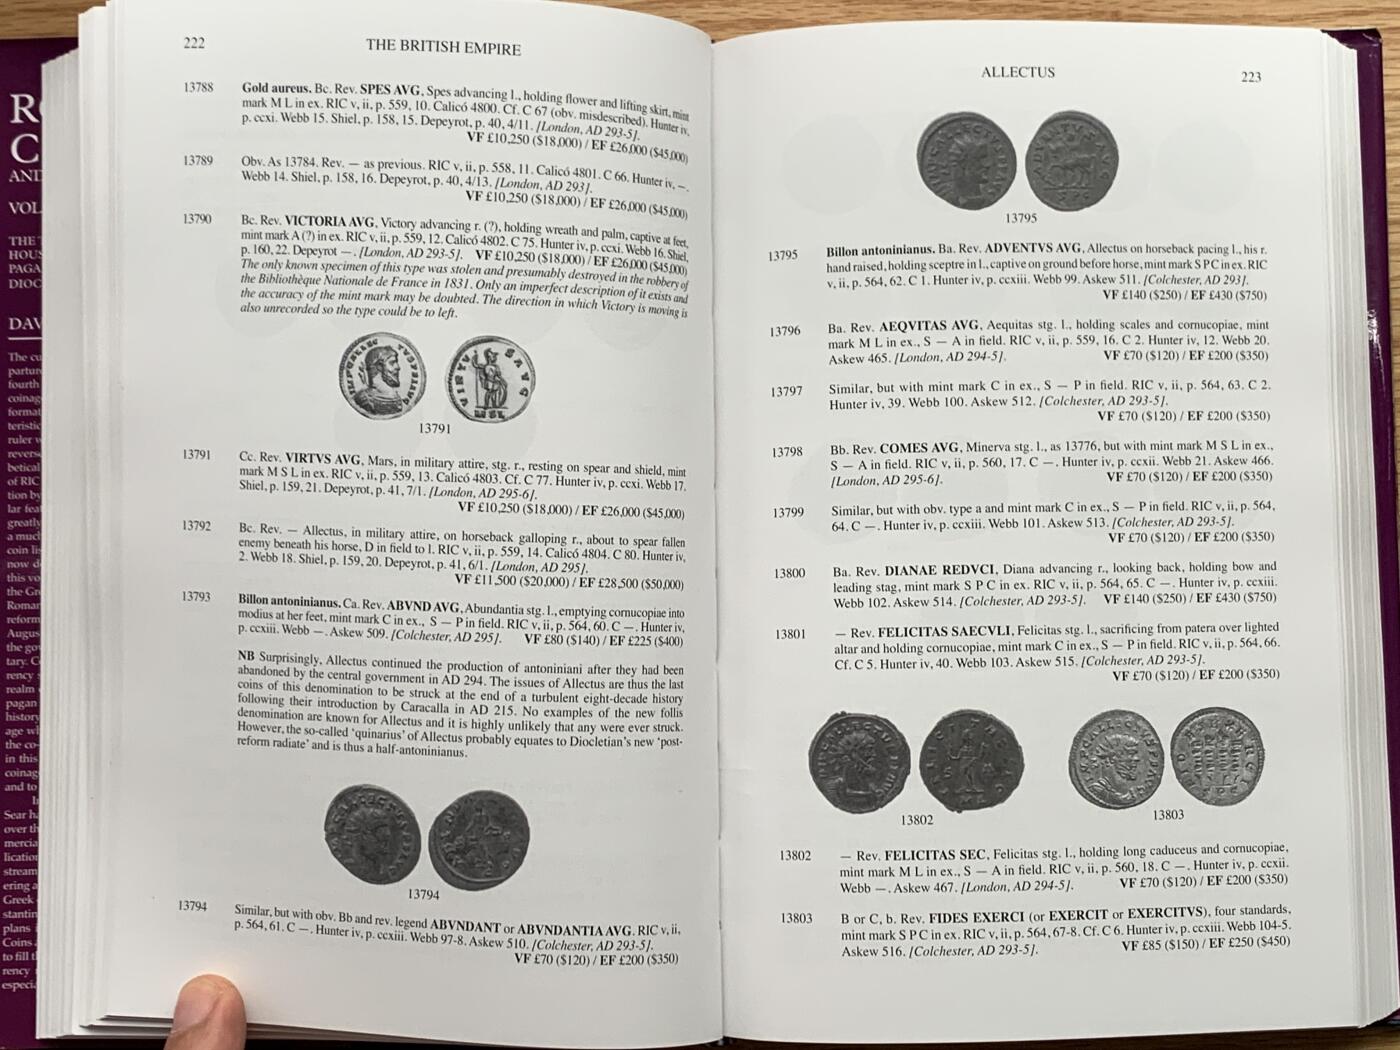 222
THE BRITISH EMPIRE
13788 Gold aureus. Bc. Rev. SPES AVG, Spes advancing l., holding flower and lifting skirt, mint
mark M L in ex. RIC v, ii, p. 559, 10. Calicó 4800. Cf. C 67 (obv. misdescribed). Hunter iv,
p. ccxi. Webb 15. Shiel, p. 158, 15. Depeyrot, p. 40, 4/11. [London, AD 293-5].
VF £10,250 ($18,000) / EF £26,000 ($45,000)
13789 Obv. As 13784. Rev. — as previous. RIC v, ii, p. 558, 11. Calicó 4801. C 66. Hunter iv, –.
Webb 14. Shiel, p. 158, 16. Depeyrot, p. 40, 4/13. [London, AD 293].
VF £10,250 ($18,000) / EF £26,000 ($45,000)
13790 Bc. Rev. VICTORIA AVG, Victory advancing r. (?), holding wreath and palm, captive at feet,
mint mark A (?) in ex. RIC v, ii, p. 559, 12. Calicó 4802. C 75. Hunter iv, p. ccxi. Webb 16. Shiel,
p. 160, 22. Depeyrot —. [London, AD 293-5]. VF £10,250 ($18,000) / EF £26,000 ($45,000)
The only known specimen of this type was stolen and presumably destroyed in the robbery of
the Bibliothèque Nationale de France in 1831. Only an imperfect description of it exists and
the accuracy of the mint mark may be doubted. The direction in which Victory is moving is
also unrecorded so the type could be to left.
13791
13791 Cc. Rev. VIRTVS AVG, Mars, in military attire, stg. r., resting on spear and shield, mint
mark M S L in ex. RIC v, ii, p. 559, 13. Calicó 4803. Cf. C 77. Hunter iv, p. ccxi. Webb 17.
Shiel, p. 159, 21. Depeyrot, p. 41, 7/1. [London, AD 295-6].
VF £10,250 ($18,000) / EF £26,000 ($45,000)
13792 Bc. Rev. — Allectus, in military attire, on horseback galloping r., about to spear fallen
enemy beneath his horse, D in field to l. RIC v, ii, p. 559, 14. Calicó 4804. C 80. Hunter iv,
2. Webb 18. Shiel, p. 159, 20. Depeyrot, p. 41, 6/1. [London, AD 295].
VF £11,500 ($20,000) / EF £28,500 ($50,000)
13793 Billon antoninianus. Ca. Rev. ABVND AVG, Abundantia stg. l., emptying cornucopiae into
modius at her feet, mint mark C in ex., S — P in field. RIC v, ii, p. 564, 60. C —. Hunter iv,
p. ccxiii. Webb —. Askew 509. [Colchester, AD 295]. VF £80 ($140) / EF £225 ($400)
NB Surprisingly, Allectus continued the production of antoniniani after they had been
abandoned by the central government in AD 294. The issues of Allectus are thus the last
coins of this denomination to be struck at the end of a turbulent eight-decade history
following their introduction by Caracalla in AD 215. No examples of the new follis
denomination are known for Allectus and it is highly unlikely that any were ever struck.
However, the so-called 'quinarius' of Allectus probably equates to Diocletian's new 'post-
reform radiate' and is thus a half-antoninianus.
13794
13794 Similar, but with obv. Bb and rev. legend ABVNDANT or ABVNDANTIA AVG. RIC v, ii,
p. 564, 61. C —. Hunter iv, p. ccxiii. Webb 97-8. Askew 510. [Colchester, AD 293-5].
VF £70 ($120) / EF £200 ($350)
ALLECTUS
223
13795
13795 Billon antoninianus. Ba. Rev. ADVENTVS AVG, Allectus on horseback pacing l., his r.
hand raised, holding sceptre in l., captive on ground before horse, mint mark S P C in ex. RIC
v, ii, p. 564, 62. C 1. Hunter iv, p. ccxiii. Webb 99. Askew 511. [Colchester, AD 293].
VF £140 ($250) / EF £430 ($750)
13796 Ba. Rev. AEQVITAS AVG, Aequitas stg. l., holding scales and cornucopiae, mint
mark M L in ex., S — A in field. RIC v, ii, p. 559, 16. C 2. Hunter iv, 12. Webb 20.
Askew 465. [London, AD 294-5]. VF £70 ($120) / EF £200 ($350)
13797 Similar, but with mint mark C in ex., S — P in field. RIC v, ii, p. 564, 63. C 2.
Hunter iv, 39. Webb 100. Askew 512. [Colchester, AD 293-5].
VF £70 ($120) / EF £200 ($350)
13798 Bb. Rev. COMES AVG, Minerva stg. l., as 13776, but with mint mark M S L in ex.,
S — A in field. RIC v, ii, p. 560, 17. C —. Hunter iv, p. ccxii. Webb 21. Askew 466.
[London, AD 295-6]. VF £70 ($120) / EF £200 ($350)
13799 Similar, but with obv. type a and mint mark C in ex., S — P in field. RIC v, ii, p. 564,
64. C —. Hunter iv, p. ccxiii. Webb 101. Askew 513. [Colchester, AD 293-5].
VF £70 ($120) / EF £200 ($350)
13800 Ba. Rev. DIANAE REDVCI, Diana advancing r., looking back, holding bow and
leading stag, mint mark S P C in ex. RIC v, ii, p. 564, 65. C —. Hunter iv, p. ccxiii.
Webb 102. Askew 514. [Colchester, AD 293-5]. VF £140 ($250) / EF £430 ($750)
13801 — Rev. FELICITAS SAECVLI, Felicitas stg. l., sacrificing from patera over lighted
altar and holding cornucopiae, mint mark C in ex., S — P in field. RIC v, ii, p. 564, 66.
Cf. C 5. Hunter iv, 40. Webb 103. Askew 515. [Colchester, AD 293-5].
VF £70 ($120) / EF £200 ($350)
13802
13803
13802 — Rev. FELICITAS SEC, Felicitas stg. l., holding long caduceus and cornucopiae,
mint mark M L in ex., S — A in field. RIC v, ii, p. 560, 18. C —. Hunter iv, p. ccxii.
Webb —. Askew 467. [London, AD 294-5]. VF £70 ($120) / EF £200 ($350)
13803 B or C, b. Rev. FIDES EXERCI (or EXERCIT or EXERCITVS), four standards,
mint mark S P C in ex. RIC v, ii, p. 564, 67-8. Cf. C 6. Hunter iv, p. ccxiii. Webb 104-5.
Askew 516. [Colchester, AD 293-5]. VF £85 ($150) / EF £250 ($450)